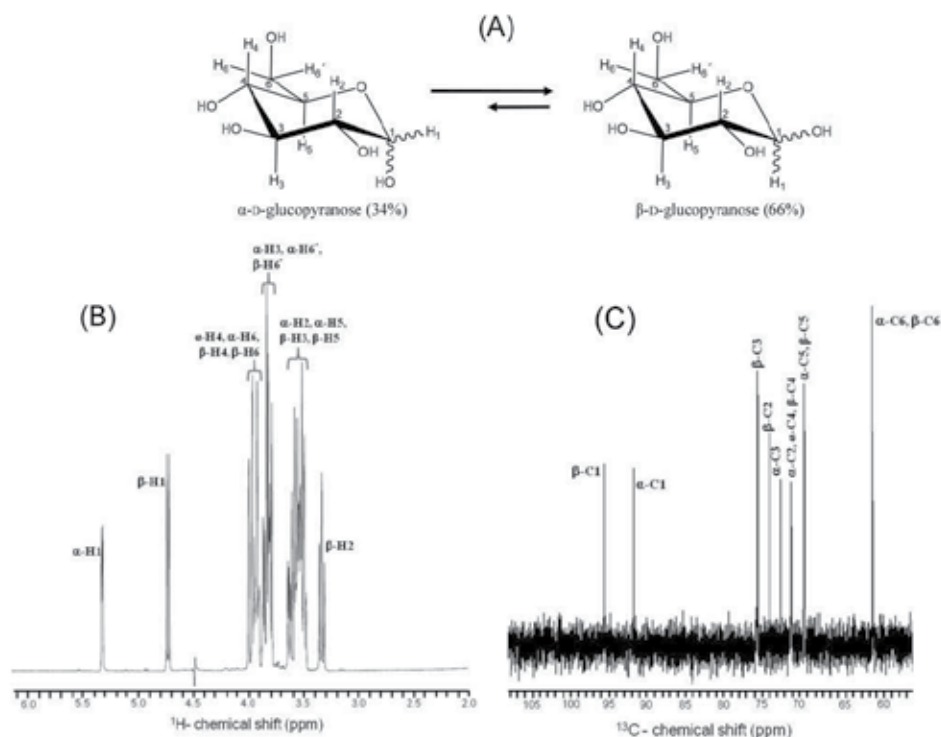 (A)
OH
H4
H6
6
H6'
H2
O
4
5
HO
2
1
H1
HO
3
H5
OH
H3
HO
α-D-glucopyranose (34%)
OH
H4
H6
6
H6'
H2
O
4
5
HO
2
1
OH
HO
3
H5
OH
H3
H1
β-D-glucopyranose (66%)
(B)
α-H3, α-H6',
β-H6'
α-H4, α-H6,
β-H4, β-H6
α-H2, α-H5,
β-H3, β-H5
β-H1
α-H1
β-H2
6.0 5.5 5.0 4.5 4.0 3.5 3.0 2.5 2.0
¹H- chemical shift (ppm)
(C)
α-C6, β-C6
β-C3
β-C2
α-C3
α-C2, α-C4, β-C4
α-C5, β-C5
β-C1
α-C1
105 100 95 90 85 80 75 70 65 60
¹³C - chemical shift (ppm)